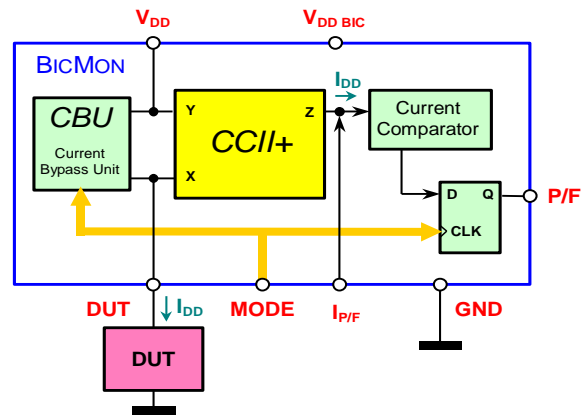 VDD
VDD BIC
BICMON
CBU
Current
Bypass Unit
Y
X
CCII+
Z
IDD
Current
Comparator
D
Q
CLK
P/F
DUT
IDD
MODE
IP/F
GND
DUT